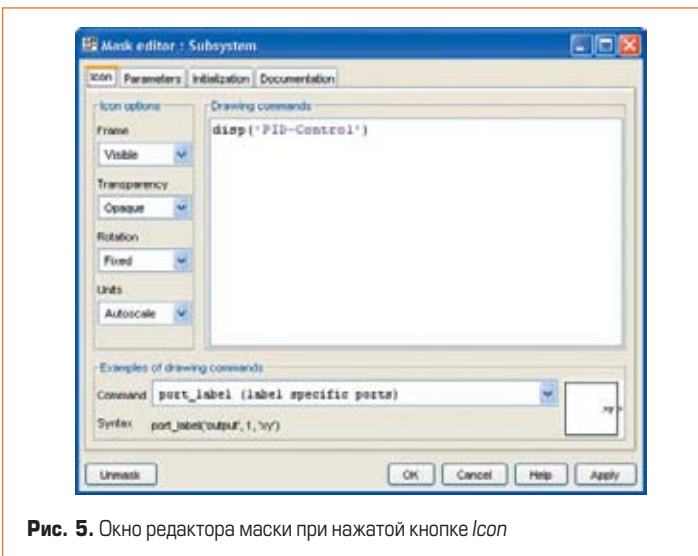 Mask editor : Subsystem
Icon Parameters Initialization Documentation
Icon options
Frame
Visible
Transparency
Opaque
Rotation
Fixed
Units
Autoscale
Drawing commands
disp('PID-Control')
Examples of drawing commands
Command port_label (label specific ports)
Syntax port_label('output', 1, 'xy')
xy
Unmask OK Cancel Help Apply
Рис. 5. Окно редактора маски при нажатой кнопке Icon